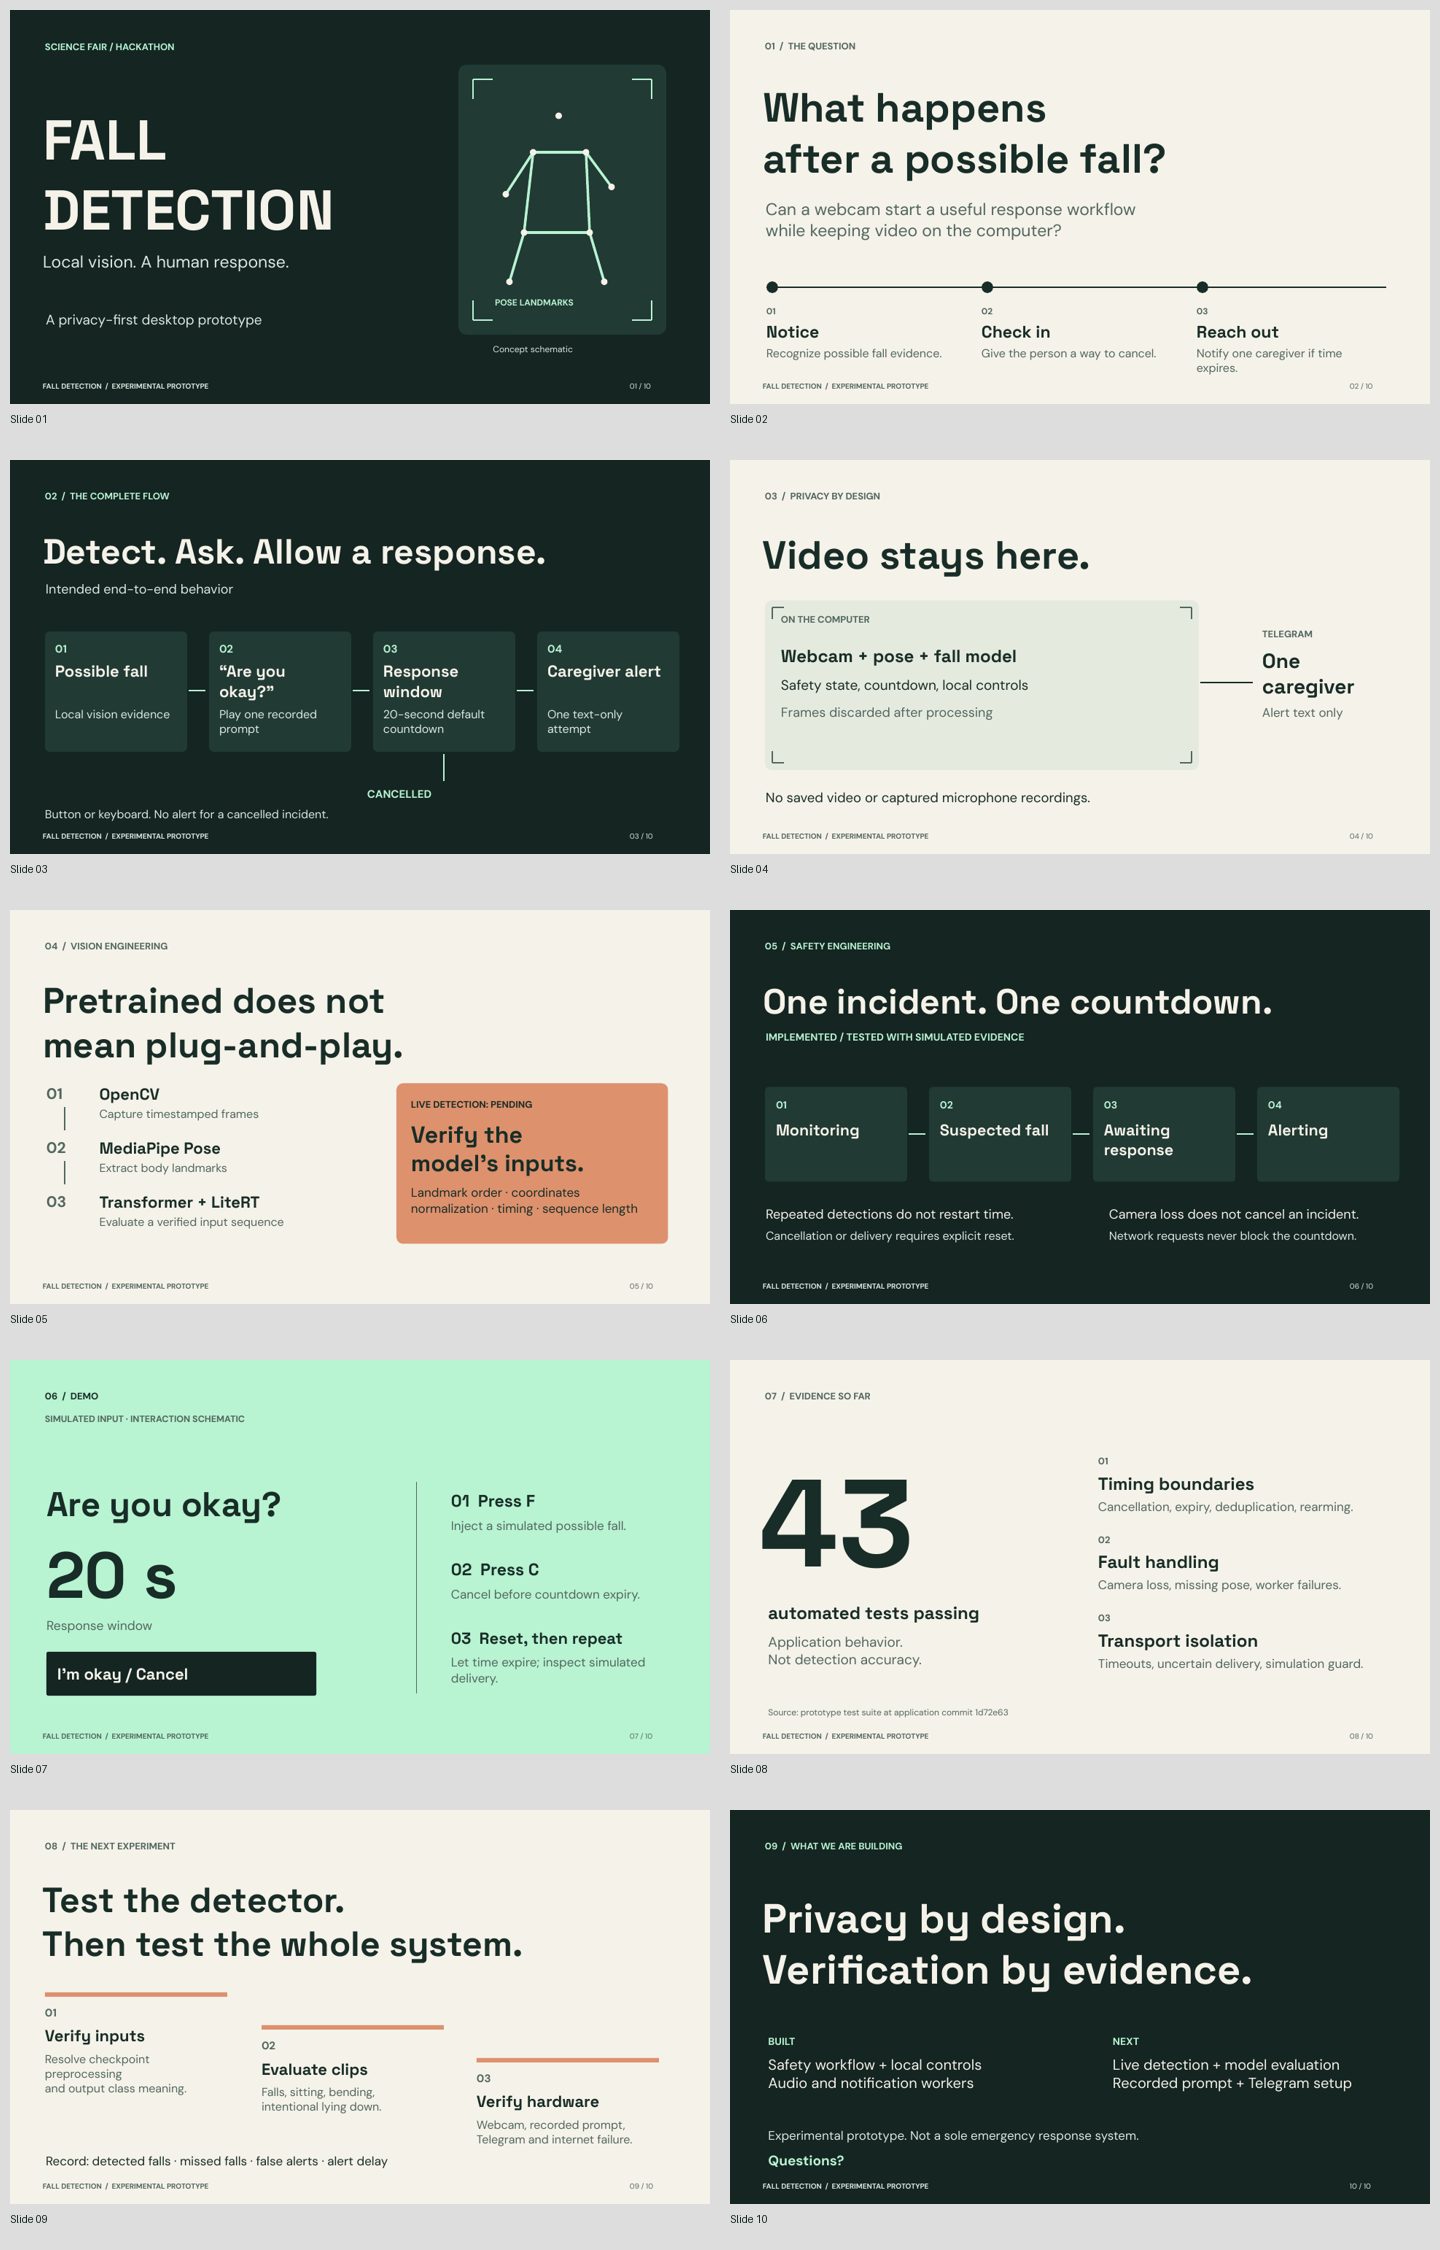 SCIENCE FAIR / HACKATHON
FALL
DETECTION
Local vision. A human response.
A privacy-first desktop prototype
POSE LANDMARKS
Concept schematic
FALL DETECTION / EXPERIMENTAL PROTOTYPE
01 / 10
Slide 01
01 / THE QUESTION
What happens
after a possible fall?
Can a webcam start a useful response workflow
while keeping video on the computer?
01
Notice
Recognize possible fall evidence.
02
Check in
Give the person a way to cancel.
03
Reach out
Notify one caregiver if time
expires.
FALL DETECTION / EXPERIMENTAL PROTOTYPE
02 / 10
Slide 02
02 / THE COMPLETE FLOW
Detect. Ask. Allow a response.
Intended end-to-end behavior
01
Possible fall
Local vision evidence
02
“Are you
okay?”
Play one recorded
prompt
03
Response
window
20-second default
countdown
04
Caregiver alert
One text-only
attempt
CANCELLED
Button or keyboard. No alert for a cancelled incident.
FALL DETECTION / EXPERIMENTAL PROTOTYPE
03 / 10
Slide 03
03 / PRIVACY BY DESIGN
Video stays here.
ON THE COMPUTER
Webcam + pose + fall model
Safety state, countdown, local controls
Frames discarded after processing
TELEGRAM
One
caregiver
Alert text only
No saved video or captured microphone recordings.
FALL DETECTION / EXPERIMENTAL PROTOTYPE
04 / 10
Slide 04
04 / VISION ENGINEERING
Pretrained does not
mean plug-and-play.
01
OpenCV
Capture timestamped frames
02
MediaPipe Pose
Extract body landmarks
03
Transformer + LiteRT
Evaluate a verified input sequence
LIVE DETECTION: PENDING
Verify the
model’s inputs.
Landmark order · coordinates
normalization · timing · sequence length
FALL DETECTION / EXPERIMENTAL PROTOTYPE
05 / 10
Slide 05
05 / SAFETY ENGINEERING
One incident. One countdown.
IMPLEMENTED / TESTED WITH SIMULATED EVIDENCE
01
Monitoring
02
Suspected fall
03
Awaiting
response
04
Alerting
Repeated detections do not restart time.
Cancellation or delivery requires explicit reset.
Camera loss does not cancel an incident.
Network requests never block the countdown.
FALL DETECTION / EXPERIMENTAL PROTOTYPE
06 / 10
Slide 06
06 / DEMO
SIMULATED INPUT · INTERACTION SCHEMATIC
Are you okay?
20 s
Response window
I’m okay / Cancel
01 Press F
Inject a simulated possible fall.
02 Press C
Cancel before countdown expiry.
03 Reset, then repeat
Let time expire; inspect simulated
delivery.
FALL DETECTION / EXPERIMENTAL PROTOTYPE
07 / 10
Slide 07
07 / EVIDENCE SO FAR
43
automated tests passing
Application behavior.
Not detection accuracy.
01
Timing boundaries
Cancellation, expiry, deduplication, rearming.
02
Fault handling
Camera loss, missing pose, worker failures.
03
Transport isolation
Timeouts, uncertain delivery, simulation guard.
Source: prototype test suite at application commit 1d72e63
FALL DETECTION / EXPERIMENTAL PROTOTYPE
08 / 10
Slide 08
08 / THE NEXT EXPERIMENT
Test the detector.
Then test the whole system.
01
Verify inputs
Resolve checkpoint
preprocessing
and output class meaning.
02
Evaluate clips
Falls, sitting, bending,
intentional lying down.
03
Verify hardware
Webcam, recorded prompt,
Telegram and internet failure.
Record: detected falls · missed falls · false alerts · alert delay
FALL DETECTION / EXPERIMENTAL PROTOTYPE
09 / 10
Slide 09
09 / WHAT WE ARE BUILDING
Privacy by design.
Verification by evidence.
BUILT
Safety workflow + local controls
Audio and notification workers
NEXT
Live detection + model evaluation
Recorded prompt + Telegram setup
Experimental prototype. Not a sole emergency response system.
Questions?
FALL DETECTION / EXPERIMENTAL PROTOTYPE
10 / 10
Slide 10